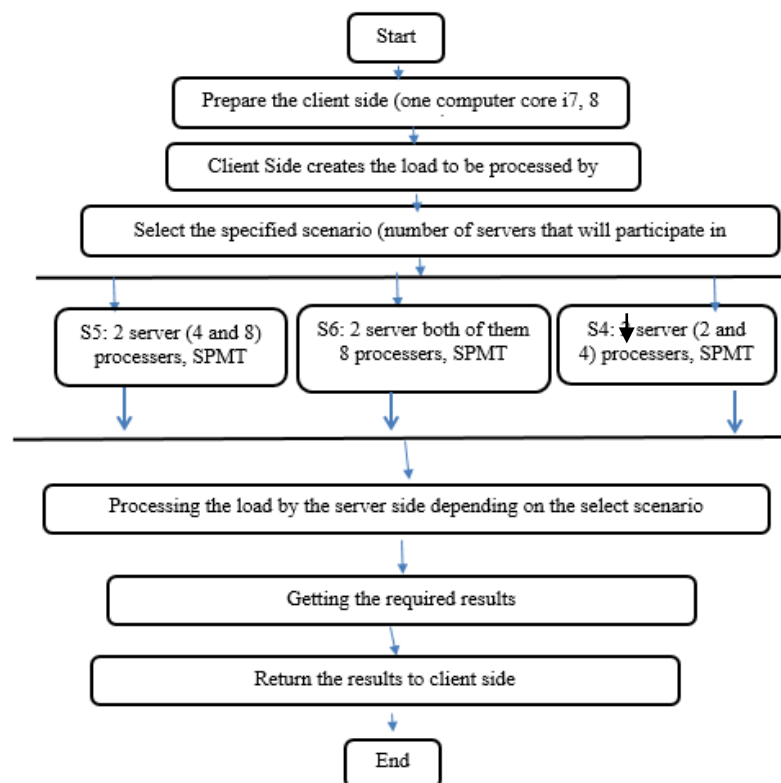 Start
Prepare the client side (one computer core i7, 8
Client Side creates the load to be processed by
Select the specified scenario (number of servers that will participate in
S5: 2 server (4 and 8)
processers, SPMT
S6: 2 server both of them
8 processers, SPMT
S4: server (2 and
4) processers, SPMT
Processing the load by the server side depending on the select scenario
Getting the required results
Return the results to client side
End